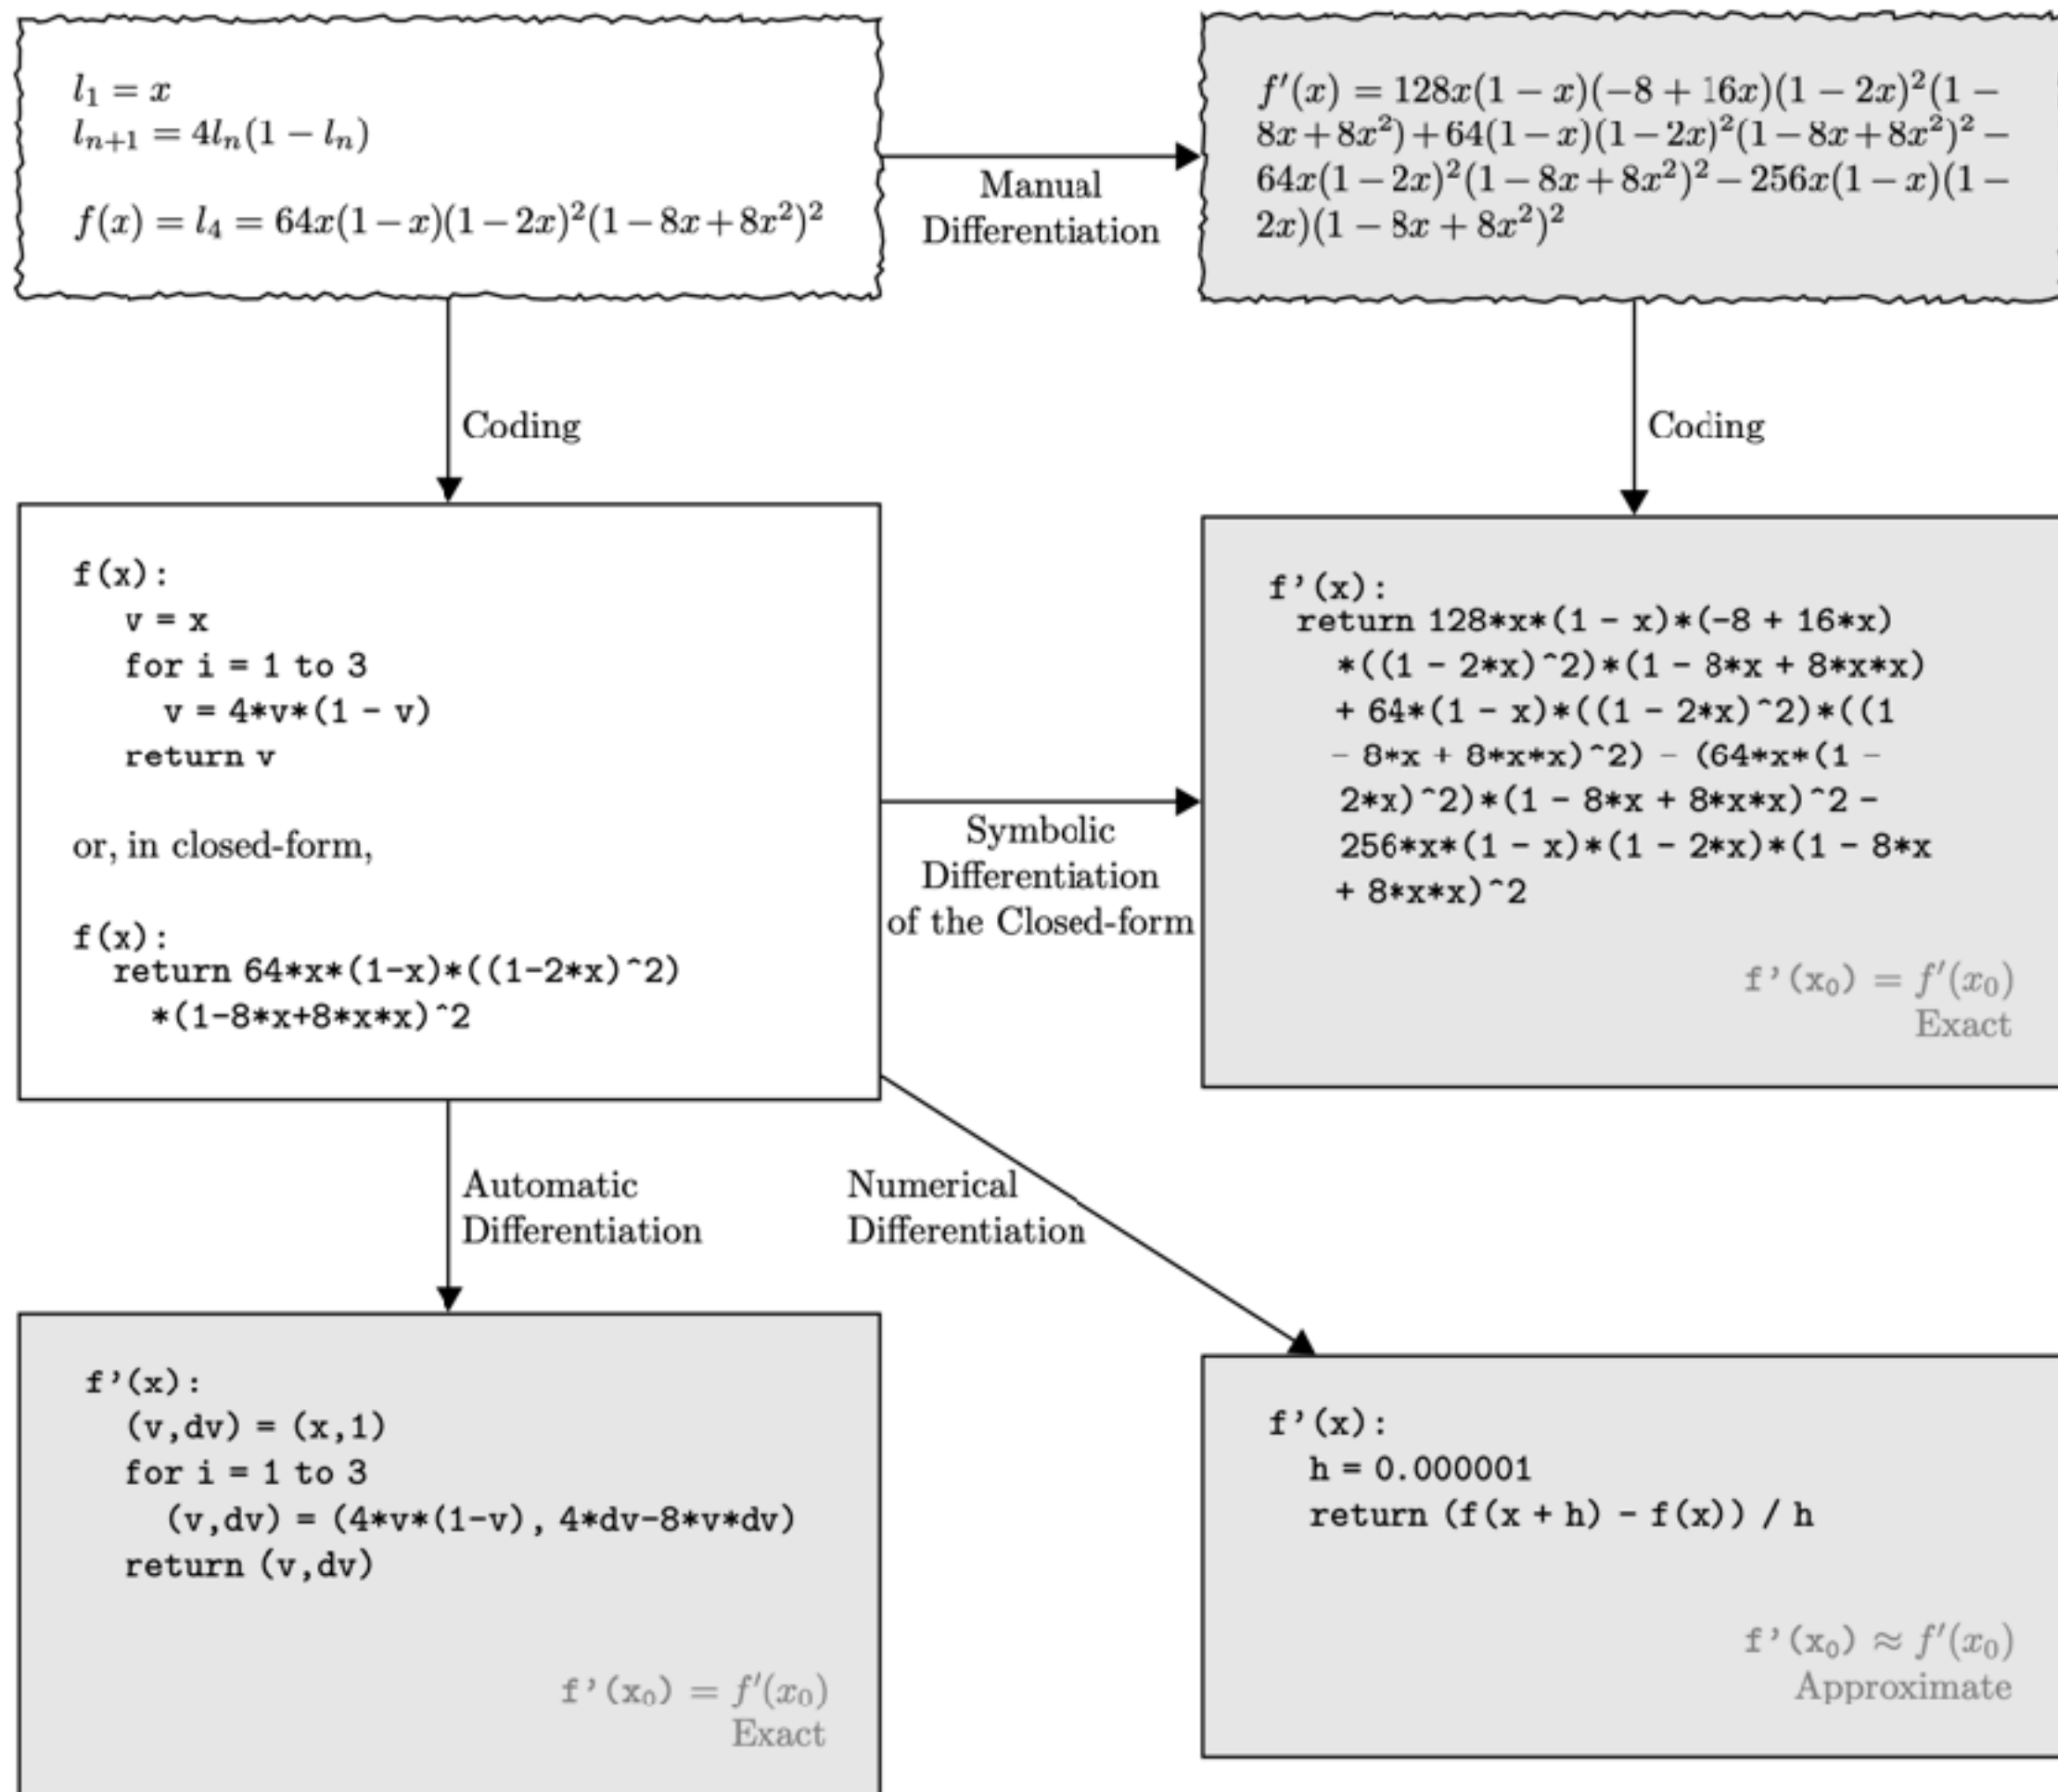 l₁ = x
lₙ₊₁ = 4lₙ(1 − lₙ)
f(x) = l₄ = 64x(1−x)(1−2x)²(1−8x+8x²)²
Manual
Differentiation
f′(x) = 128x(1 − x)(−8 + 16x)(1 − 2x)²(1 −
8x+8x²)+64(1−x)(1−2x)²(1−8x+8x²)² −
64x(1−2x)²(1−8x+8x²)² − 256x(1−x)(1−
2x)(1 − 8x + 8x²)²
Coding
Coding
f(x):
v = x
for i = 1 to 3
v = 4*v*(1 - v)
return v
or, in closed-form,
f(x):
return 64*x*(1-x)*((1-2*x)^2)
*(1-8*x+8*x*x)^2
Symbolic
Differentiation
of the Closed-form
f’(x):
return 128*x*(1 - x)*(-8 + 16*x)
*((1 - 2*x)^2)*(1 - 8*x + 8*x*x)
+ 64*(1 - x)*((1 - 2*x)^2)*((1
- 8*x + 8*x*x)^2) - (64*x*(1 -
2*x)^2)*(1 - 8*x + 8*x*x)^2 -
256*x*(1 - x)*(1 - 2*x)*(1 - 8*x
+ 8*x*x)^2
f’(x₀) = f′(x₀)
Exact
Automatic
Differentiation
Numerical
Differentiation
f’(x):
(v,dv) = (x,1)
for i = 1 to 3
(v,dv) = (4*v*(1-v), 4*dv-8*v*dv)
return (v,dv)
f’(x₀) = f′(x₀)
Exact
f’(x):
h = 0.000001
return (f(x + h) - f(x)) / h
f’(x₀) ≈ f′(x₀)
Approximate